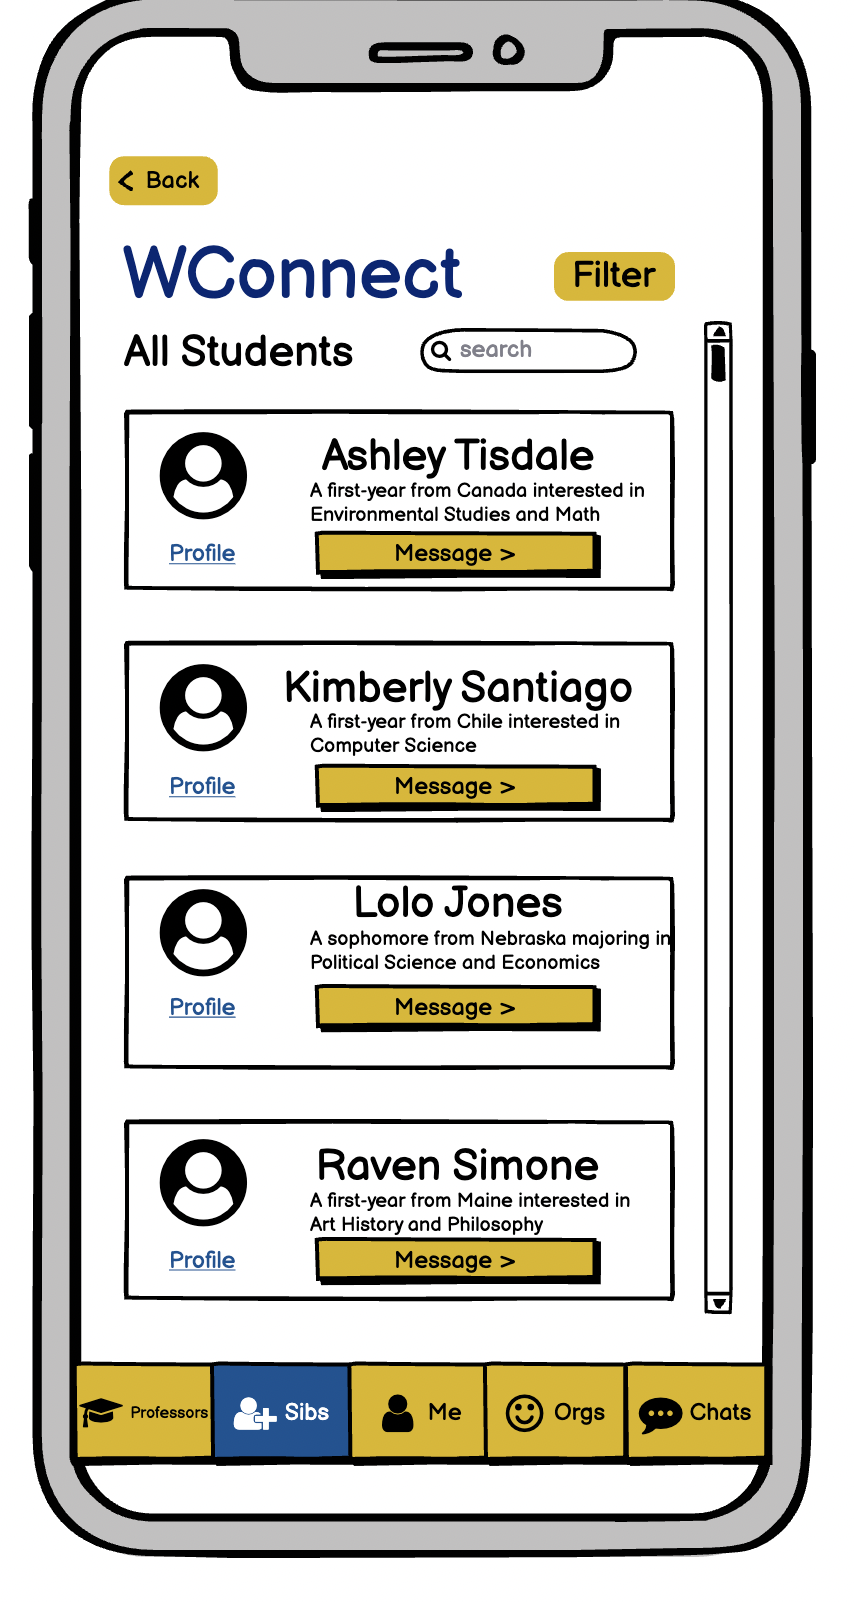 < Back
WConnect
Filter
All Students
search
Ashley Tisdale
A first-year from Canada interested in
Environmental Studies and Math
Profile
Message >
Kimberly Santiago
A first-year from Chile interested in
Computer Science
Profile
Message >
Lolo Jones
A sophomore from Nebraska majoring in
Political Science and Economics
Profile
Message >
Raven Simone
A first-year from Maine interested in
Art History and Philosophy
Profile
Message >
Professors
Sibs
Me
Orgs
Chats